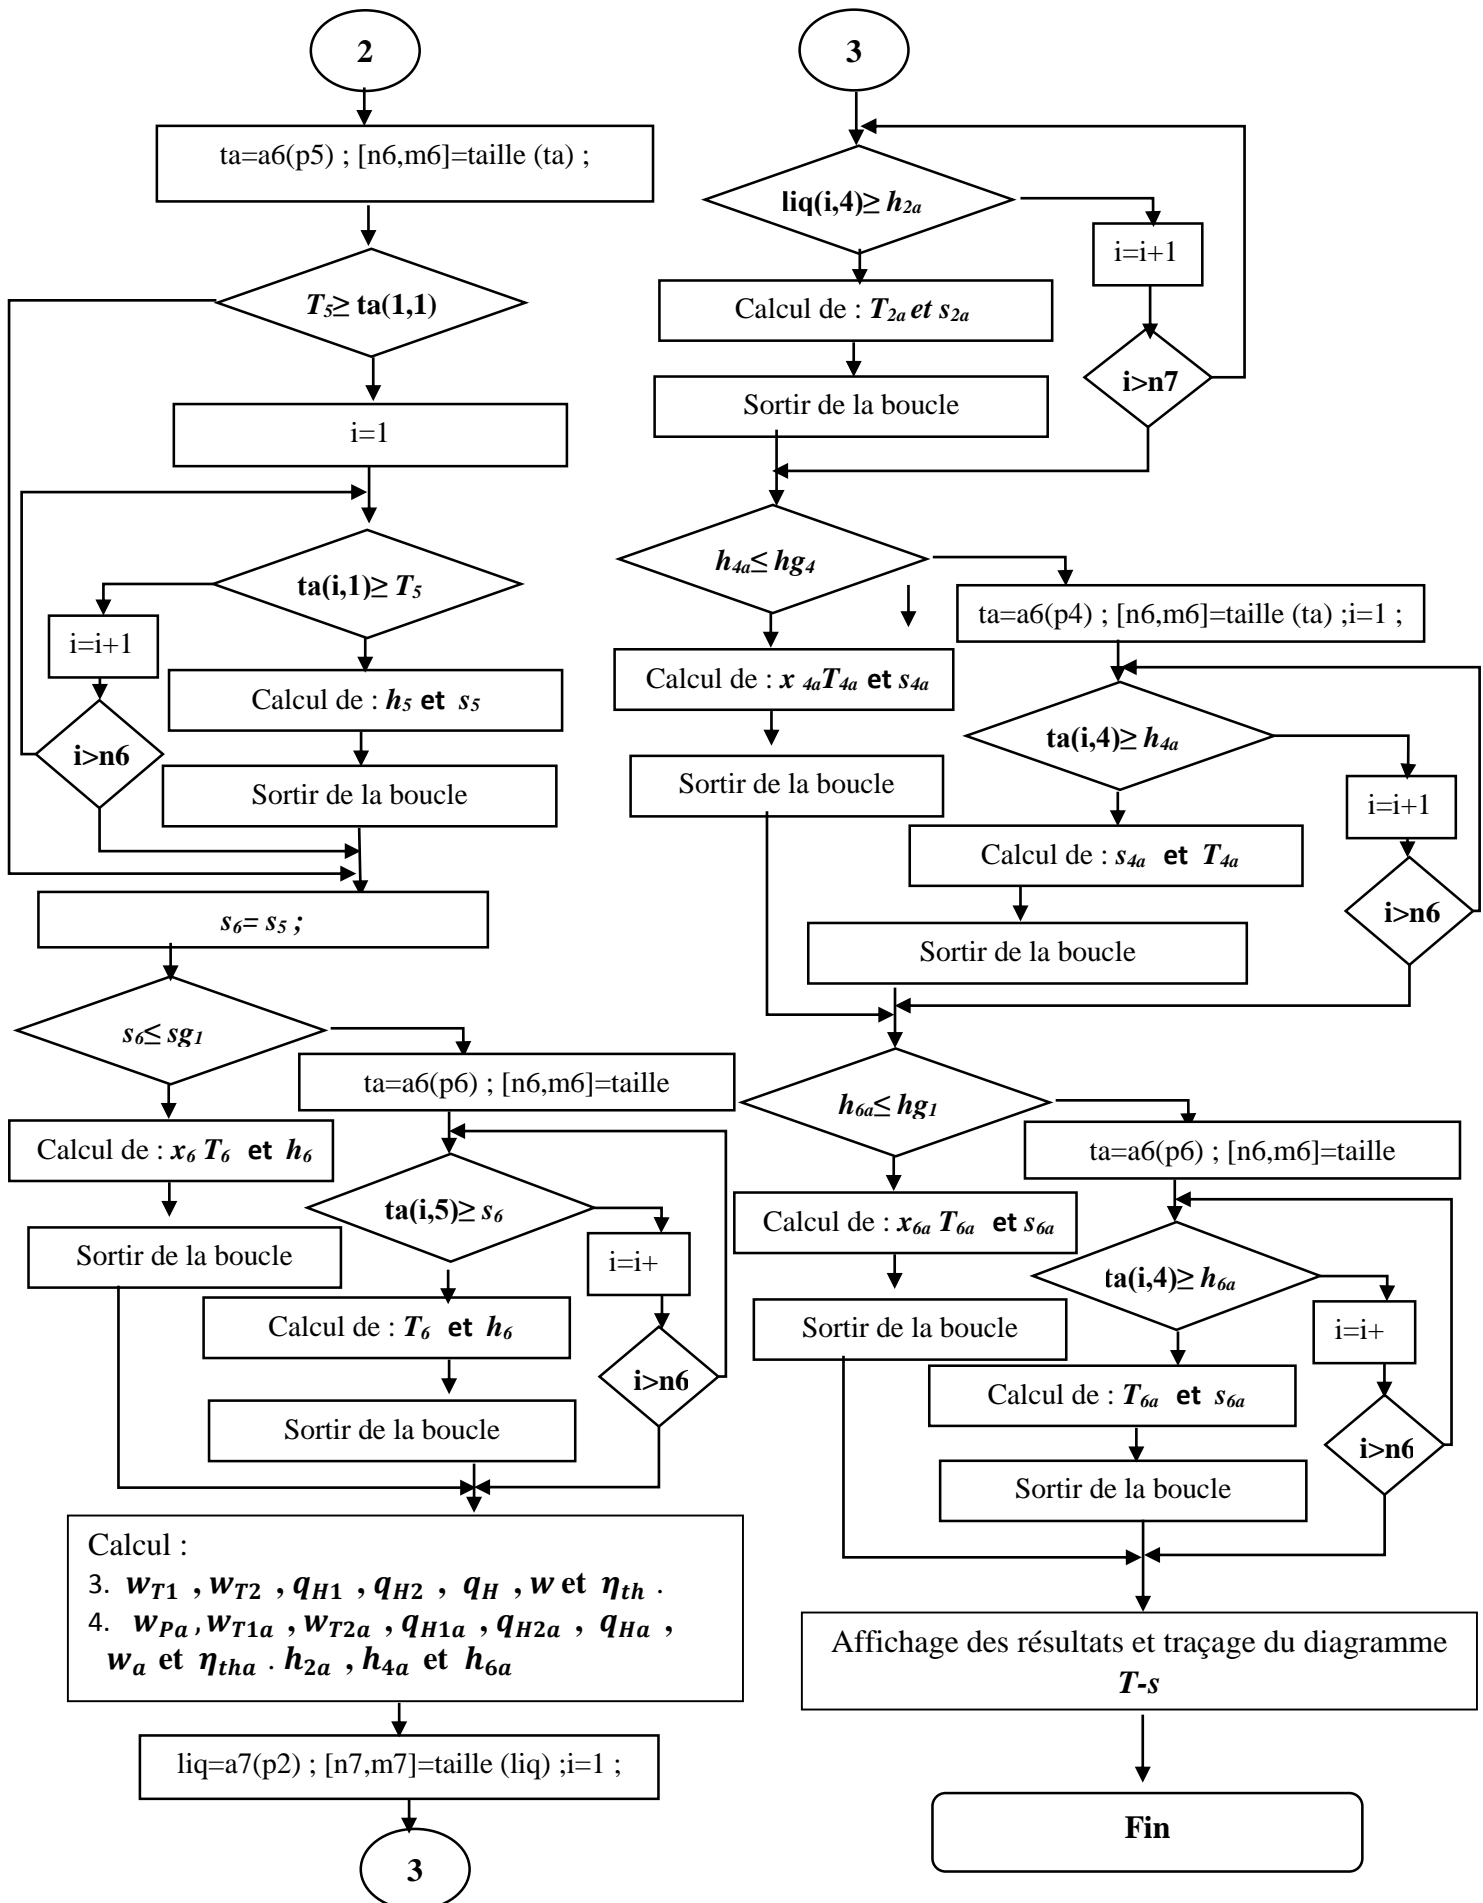 2
ta=a6(p5) ; [n6,m6]=taille (ta) ;
T5≥ ta(1,1)
i=1
ta(i,1)≥ T5
i=i+1
Calcul de : h5 et s5
i>n6
Sortir de la boucle
s6= s5 ;
s6≤ sg1
ta=a6(p6) ; [n6,m6]=taille
Calcul de : x6 T6 et h6
ta(i,5)≥ s6
Sortir de la boucle
i=i+
Calcul de : T6 et h6
i>n6
Sortir de la boucle
Calcul :
3. wT1 , wT2 , qH1 , qH2 , qH , w et ηth .
4. wPa, wT1a , wT2a , qH1a , qH2a , qHa ,
wa et ηtha . h2a , h4a et h6a
liq=a7(p2) ; [n7,m7]=taille (liq) ;i=1 ;
3
3
liq(i,4)≥ h2a
i=i+1
Calcul de : T2a et s2a
i>n7
Sortir de la boucle
h4a≤ hg4
ta=a6(p4) ; [n6,m6]=taille (ta) ;i=1 ;
Calcul de : x 4aT4a et s4a
ta(i,4)≥ h4a
Sortir de la boucle
i=i+1
Calcul de : s4a et T4a
i>n6
Sortir de la boucle
h6a≤ hg1
ta=a6(p6) ; [n6,m6]=taille
Calcul de : x6a T6a et s6a
ta(i,4)≥ h6a
Sortir de la boucle
i=i+
Calcul de : T6a et s6a
i>n6
Sortir de la boucle
Affichage des résultats et traçage du diagramme
T-s
Fin